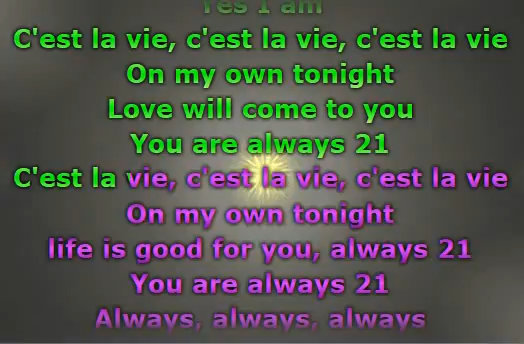 Yes I am
C'est la vie, c'est la vie, c'est la vie
On my own tonight
Love will come to you
You are always 21
C'est la vie, c'est la vie, c'est la vie
On my own tonight
life is good for you, always 21
You are always 21
Always, always, always